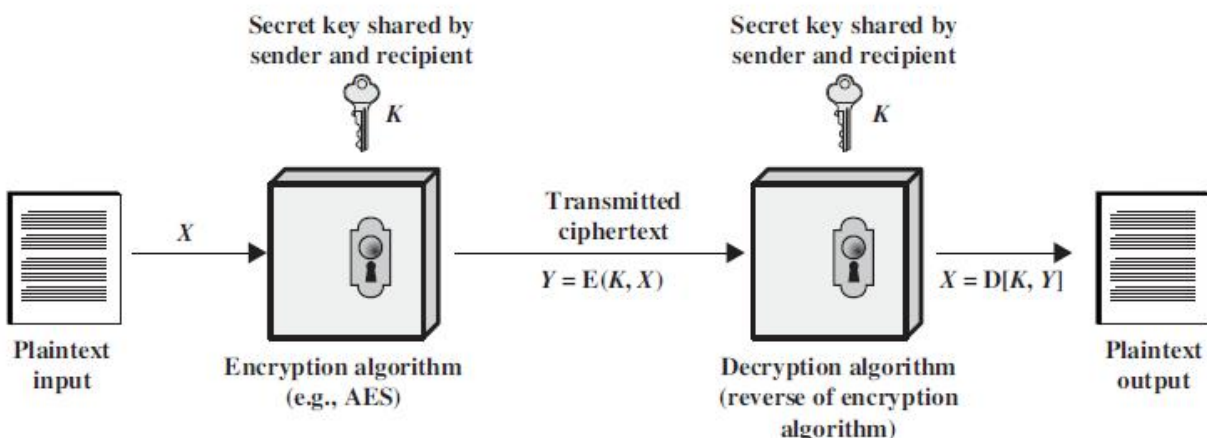 Secret key shared by
sender and recipient
K
Secret key shared by
sender and recipient
K
X
Transmitted
ciphertext
Y = E(K, X)
X = D[K, Y]
Plaintext
input
Encryption algorithm
(e.g., AES)
Decryption algorithm
(reverse of encryption
algorithm)
Plaintext
output